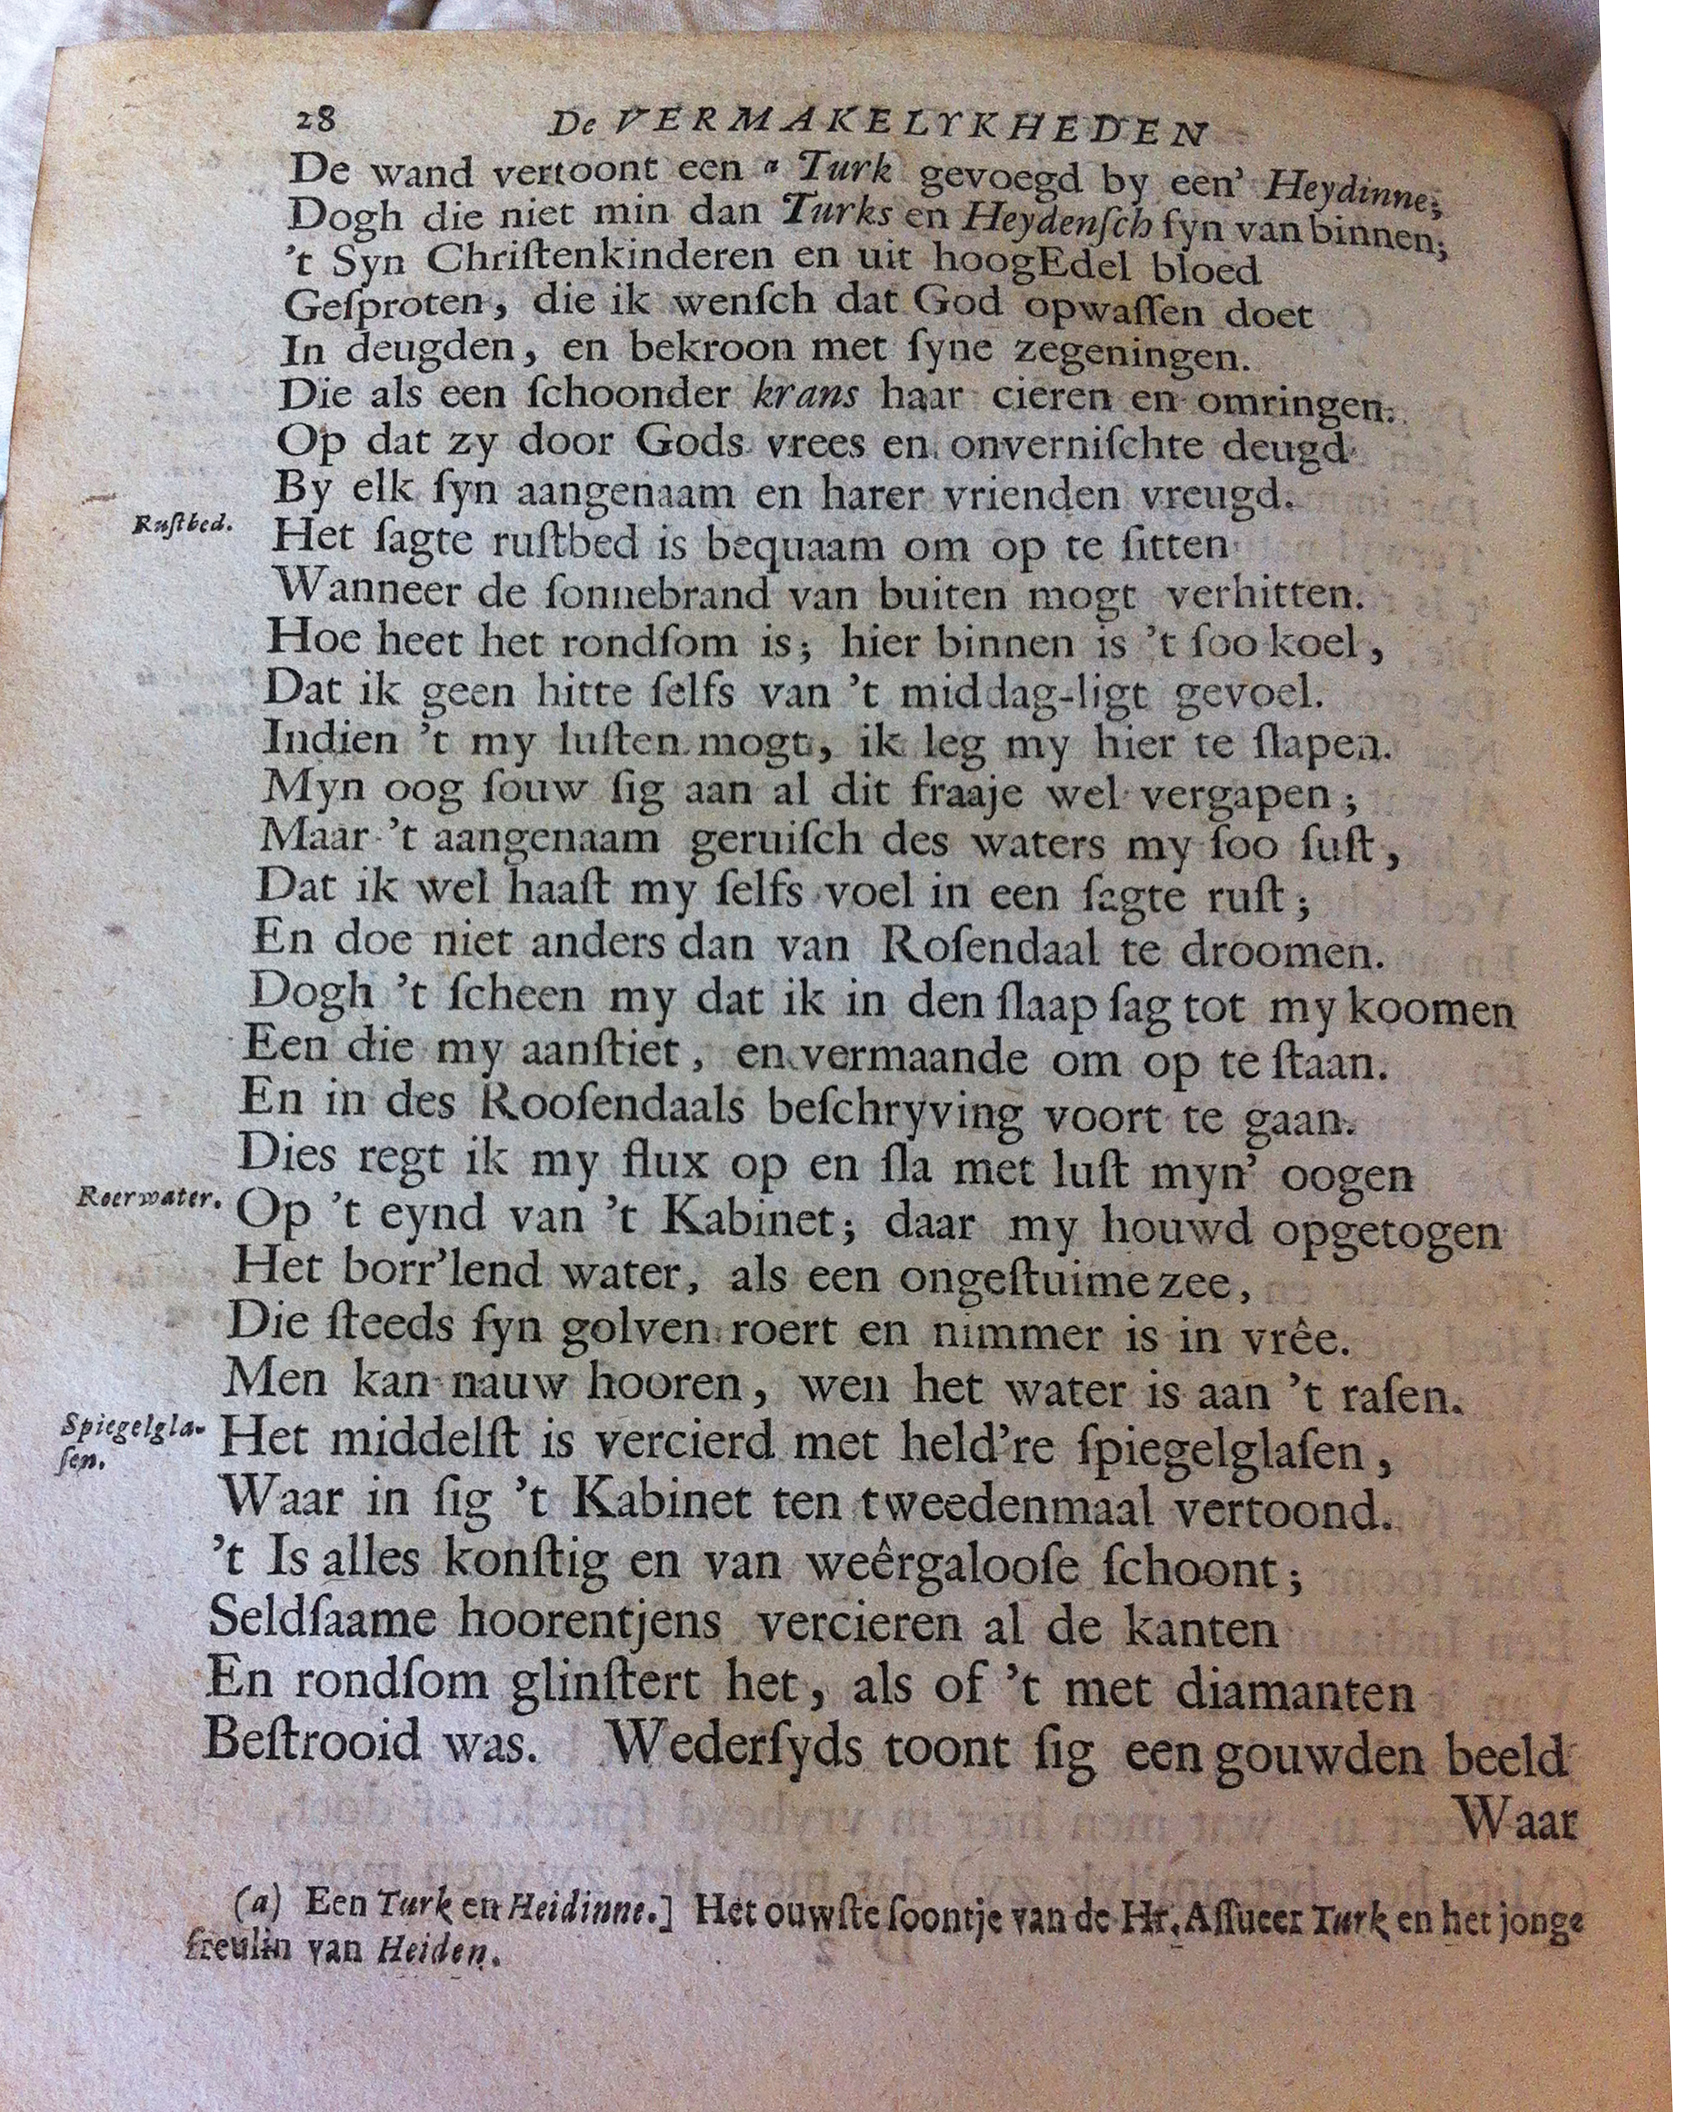 28 De VERMAKELYKHEDEN
De wand vertoont een ᵃ Turk gevoegd by een' Heydinne;
Dogh die niet min dan Turks en Heydenſch ſyn van binnen;
't Syn Chriſtenkinderen en uit hoogEdel bloed
Geſproten, die ik wenſch dat God opwaſſen doet
In deugden, en bekroon met ſyne zegeningen.
Die als een ſchoonder krans haar cieren en omringen.
Op dat zy door Gods vrees en onverniſchte deugd
By elk ſyn aangenaam en harer vrienden vreugd.
Ruſtbed. Het ſagte ruſtbed is bequaam om op te ſitten
Wanneer de ſonnebrand van buiten mogt verhitten.
Hoe heet het rondſom is; hier binnen is 't ſoo koel,
Dat ik geen hitte ſelfs van 't middag-ligt gevoel.
Indien 't my luſten mogt, ik leg my hier te ſlapen.
Myn oog ſouw ſig aan al dit fraaje wel vergapen;
Maar 't aangenaam geruiſch des waters my ſoo ſuſt,
Dat ik wel haaſt my ſelfs voel in een ſagte ruſt;
En doe niet anders dan van Roſendaal te droomen.
Dogh 't ſcheen my dat ik in den ſlaap ſag tot my koomen
Een die my aanſtiet, en vermaande om op te ſtaan.
En in des Rooſendaals beſchryving voort te gaan.
Dies regt ik my flux op en ſla met luſt myn' oogen
Roerwater. Op 't eynd van 't Kabinet; daar my houwd opgetogen
Het borr'lend water, als een ongeſtuime zee,
Die ſteeds ſyn golven roert en nimmer is in vrêe.
Men kan nauw hooren, wen het water is aan 't raſen.
Spiegelgla- Het middelſt is vercierd met held're ſpiegelglaſen,
ſen.
Waar in ſig 't Kabinet ten tweedenmaal vertoond.
't Is alles konſtig en van weêrgalooſe ſchoont;
Seldſaame hoorentjens vercieren al de kanten
En rondſom glinſtert het, als of 't met diamanten
Beſtrooid was. Wederſyds toont ſig een gouwden beeld
Waar
(a) Een Turk en Heidinne.] Het ouwſte ſoontje van de Hr. Aſſueer Turk en het jonge
freulin van Heiden.